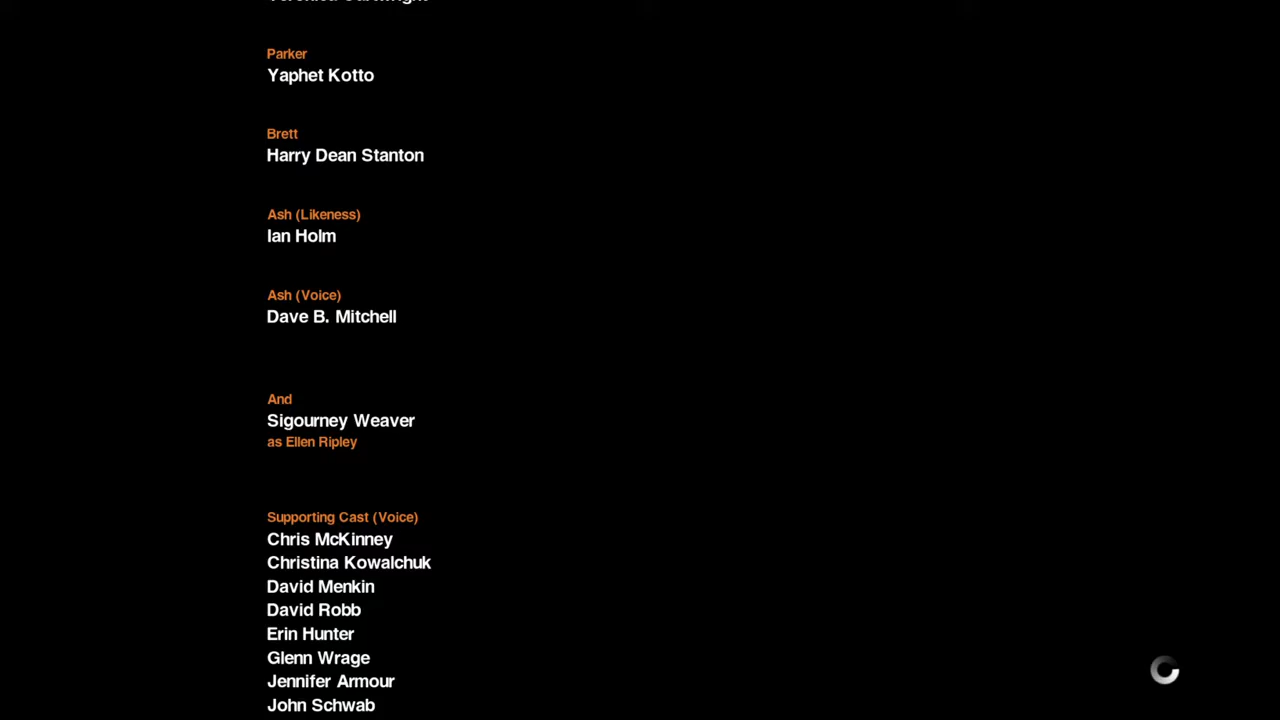 Parker
Yaphet Kotto
Brett
Harry Dean Stanton
Ash (Likeness)
Ian Holm
Ash (Voice)
Dave B. Mitchell
And
Sigourney Weaver
as Ellen Ripley
Supporting Cast (Voice)
Chris McKinney
Christina Kowalchuk
David Menkin
David Robb
Erin Hunter
Glenn Wrage
Jennifer Armour
John Schwab